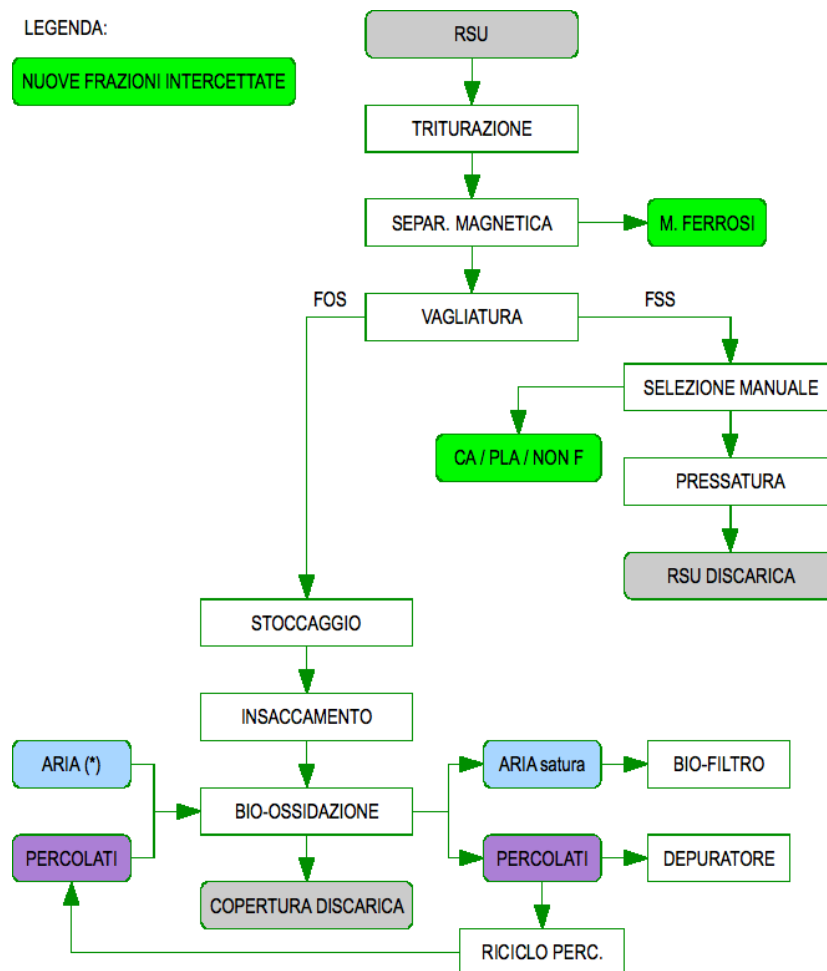 LEGENDA:
RSU
NUOVE FRAZIONI INTERCETTATE
TRITURAZIONE
SEPAR. MAGNETICA
M. FERROSI
FOS
FSS
VAGLIATURA
SELEZIONE MANUALE
CA / PLA / NON F
PRESSATURA
RSU DISCARICA
STOCCAGGIO
INSACCAMENTO
ARIA (*)
ARIA satura
BIO-FILTRO
BIO-OSSIDAZIONE
PERCOLATI
PERCOLATI
DEPURATORE
COPERTURA DISCARICA
RICICLO PERC.